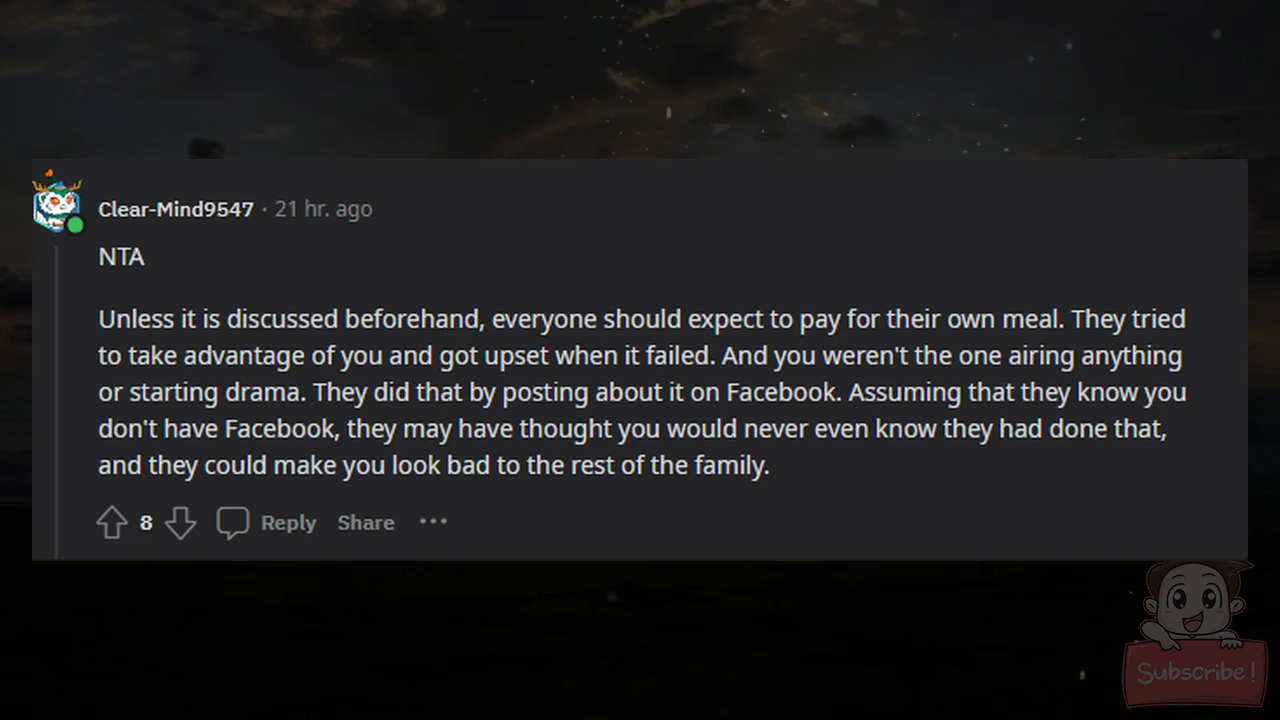 Clear-Mind9547 · 21 hr. ago
NTA
Unless it is discussed beforehand, everyone should expect to pay for their own meal. They tried
to take advantage of you and got upset when it failed. And you weren't the one airing anything
or starting drama. They did that by posting about it on Facebook. Assuming that they know you
don't have Facebook, they may have thought you would never even know they had done that,
and they could make you look bad to the rest of the family.
8 Reply Share ···
Subscribe!